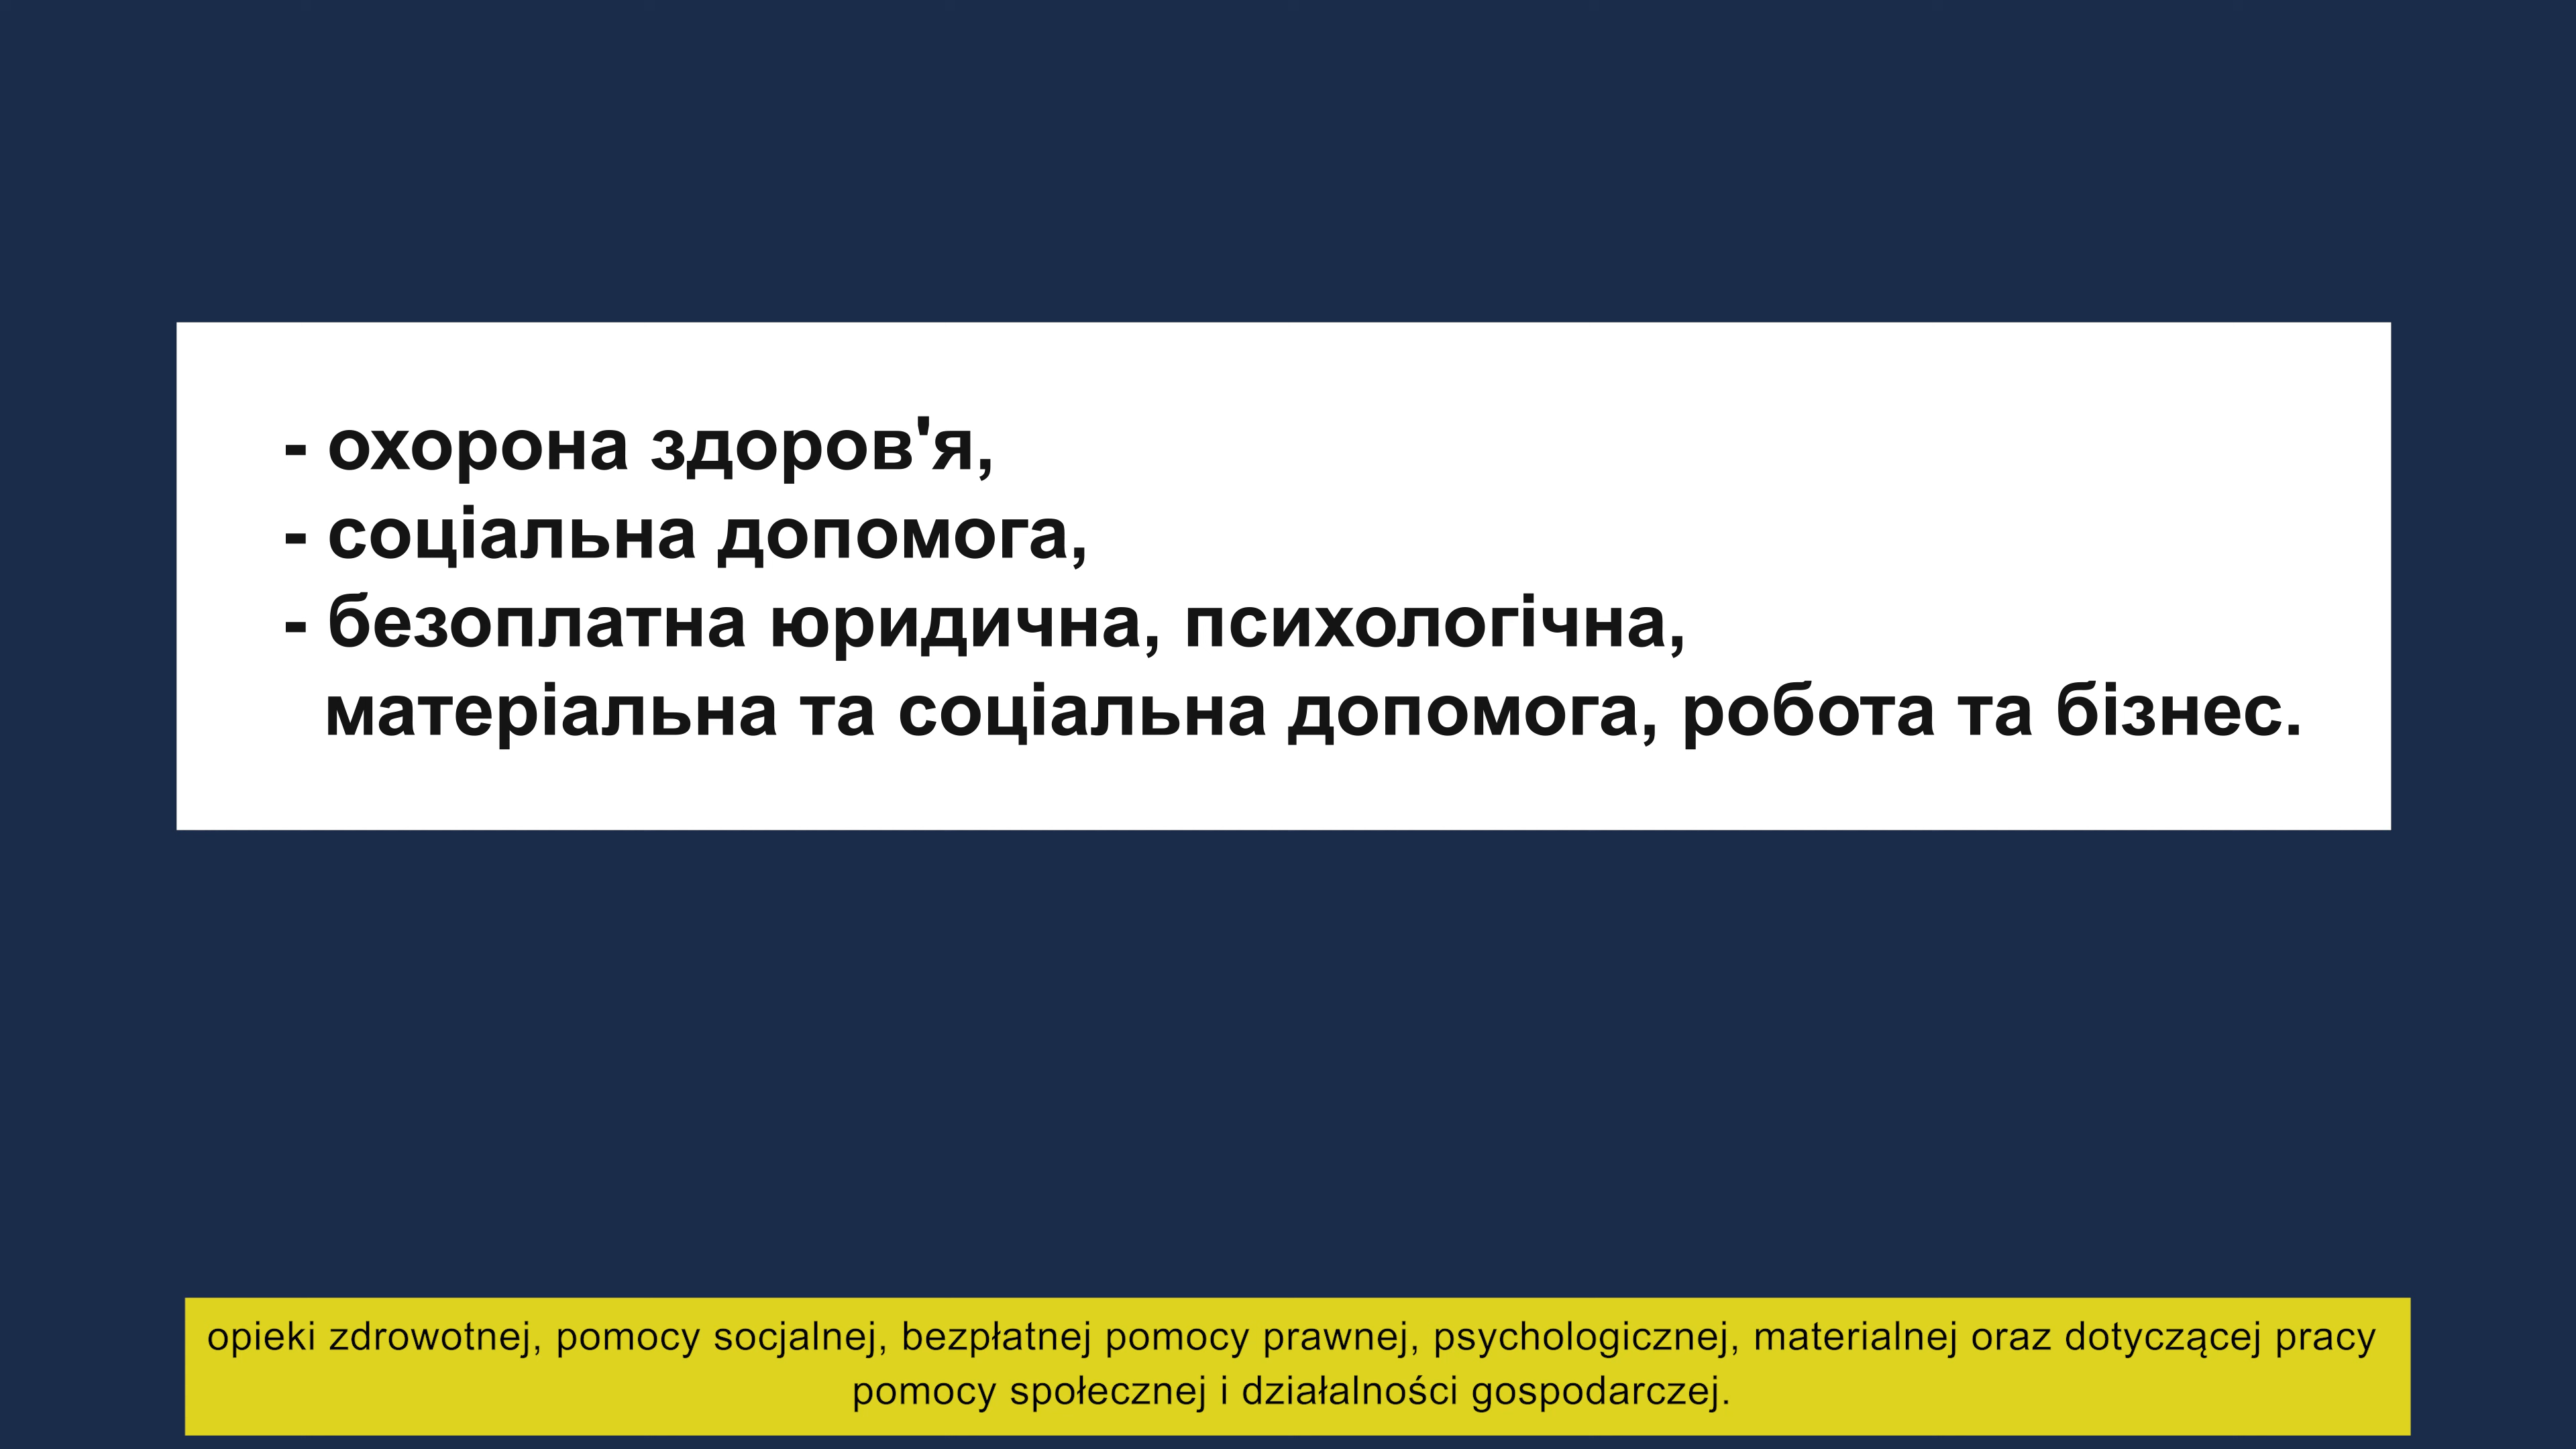 - охорона здоров'я,
- соціальна допомога,
- безоплатна юридична, психологічна,
матеріальна та соціальна допомога, робота та бізнес.
opieki zdrowotnej, pomocy socjalnej, bezpłatnej pomocy prawnej, psychologicznej, materialnej oraz dotyczącej pracy
pomocy społecznej i działalności gospodarczej.